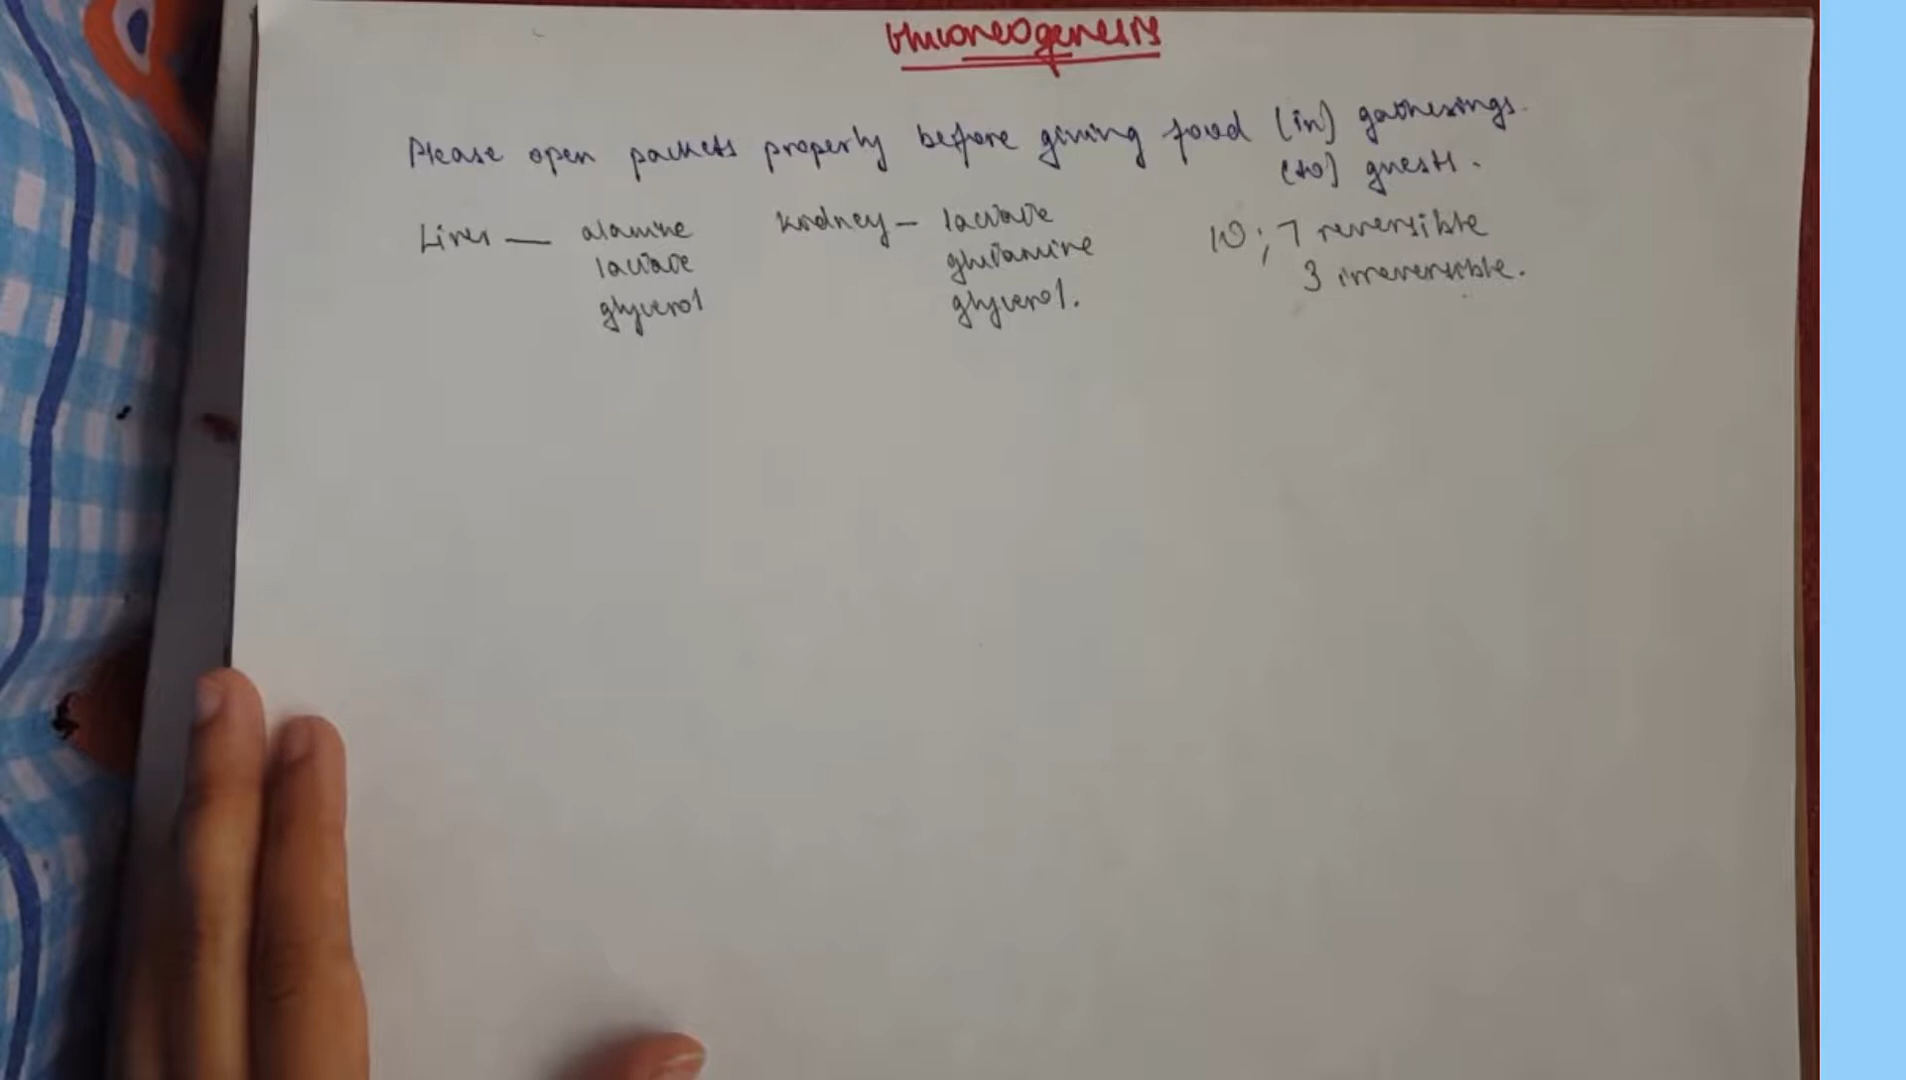 Gluconeogenesis
Please open packets properly before giving food (in) gatherings.
(to) guests.
Liver — alanine
lactate
glycerol
Kidney — lactate
glutamine
glycerol.
10; 7 reversible
3 irreversible.